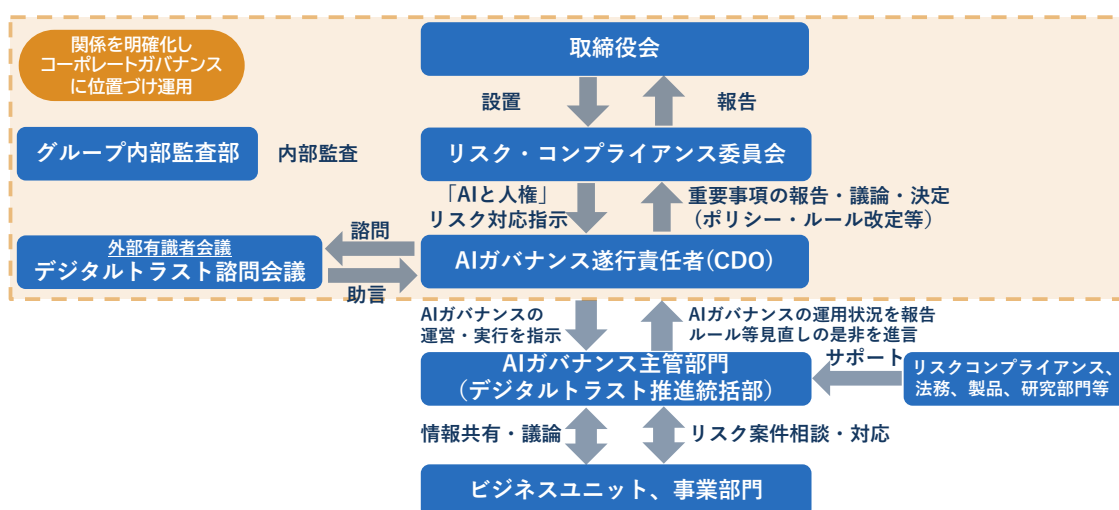 関係を明確化し
コーポレートガバナンス
に位置づけ運用
取締役会
設置
報告
グループ内部監査部
内部監査
リスク・コンプライアンス委員会
「AIと人権」
リスク対応指示
重要事項の報告・議論・決定
（ポリシー・ルール改定等）
諮問
外部有識者会議
デジタルトラスト諮問会議
助言
AIガバナンス遂行責任者(CDO)
AIガバナンスの
運営・実行を指示
AIガバナンスの運用状況を報告
ルール等見直しの是非を進言
AIガバナンス主管部門
（デジタルトラスト推進統括部）
サポート
リスクコンプライアンス、
法務、製品、研究部門等
情報共有・議論
リスク案件相談・対応
ビジネスユニット、事業部門